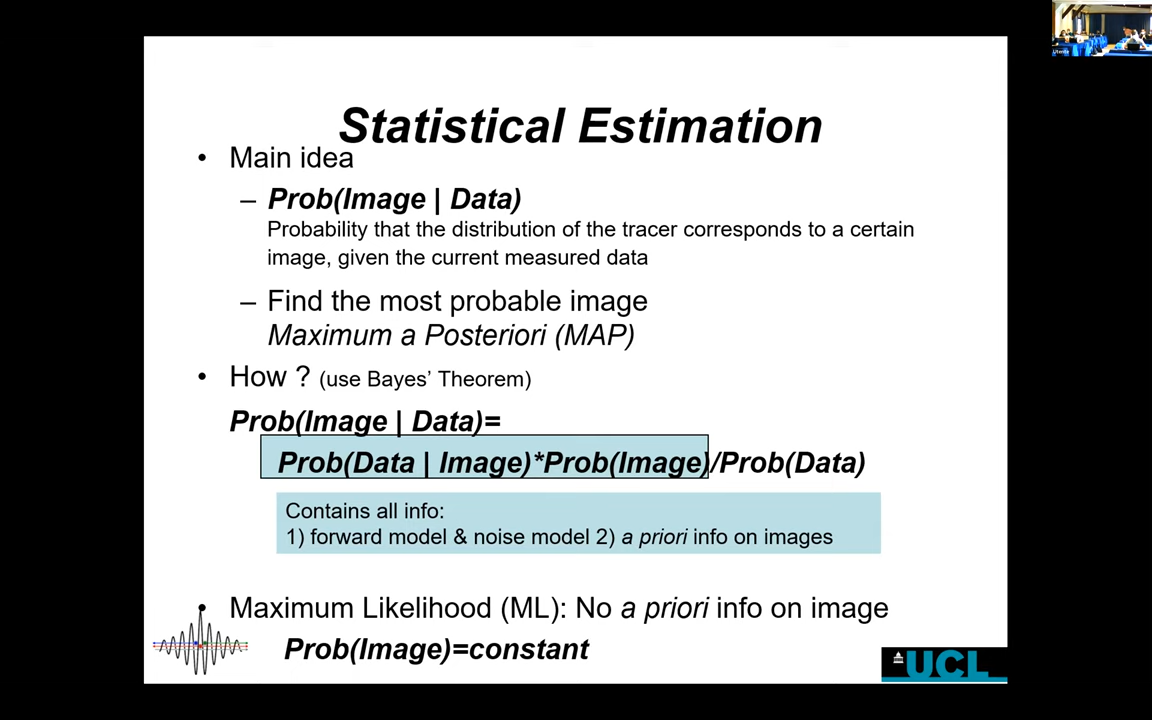 Statistical Estimation
• Main idea
– Prob(Image | Data)
Probability that the distribution of the tracer corresponds to a certain
image, given the current measured data
– Find the most probable image
Maximum a Posteriori (MAP)
• How ? (use Bayes’ Theorem)
Prob(Image | Data)=
Prob(Data | Image)*Prob(Image)/Prob(Data)
Contains all info:
1) forward model & noise model 2) a priori info on images
• Maximum Likelihood (ML): No a priori info on image
Prob(Image)=constant
UCL